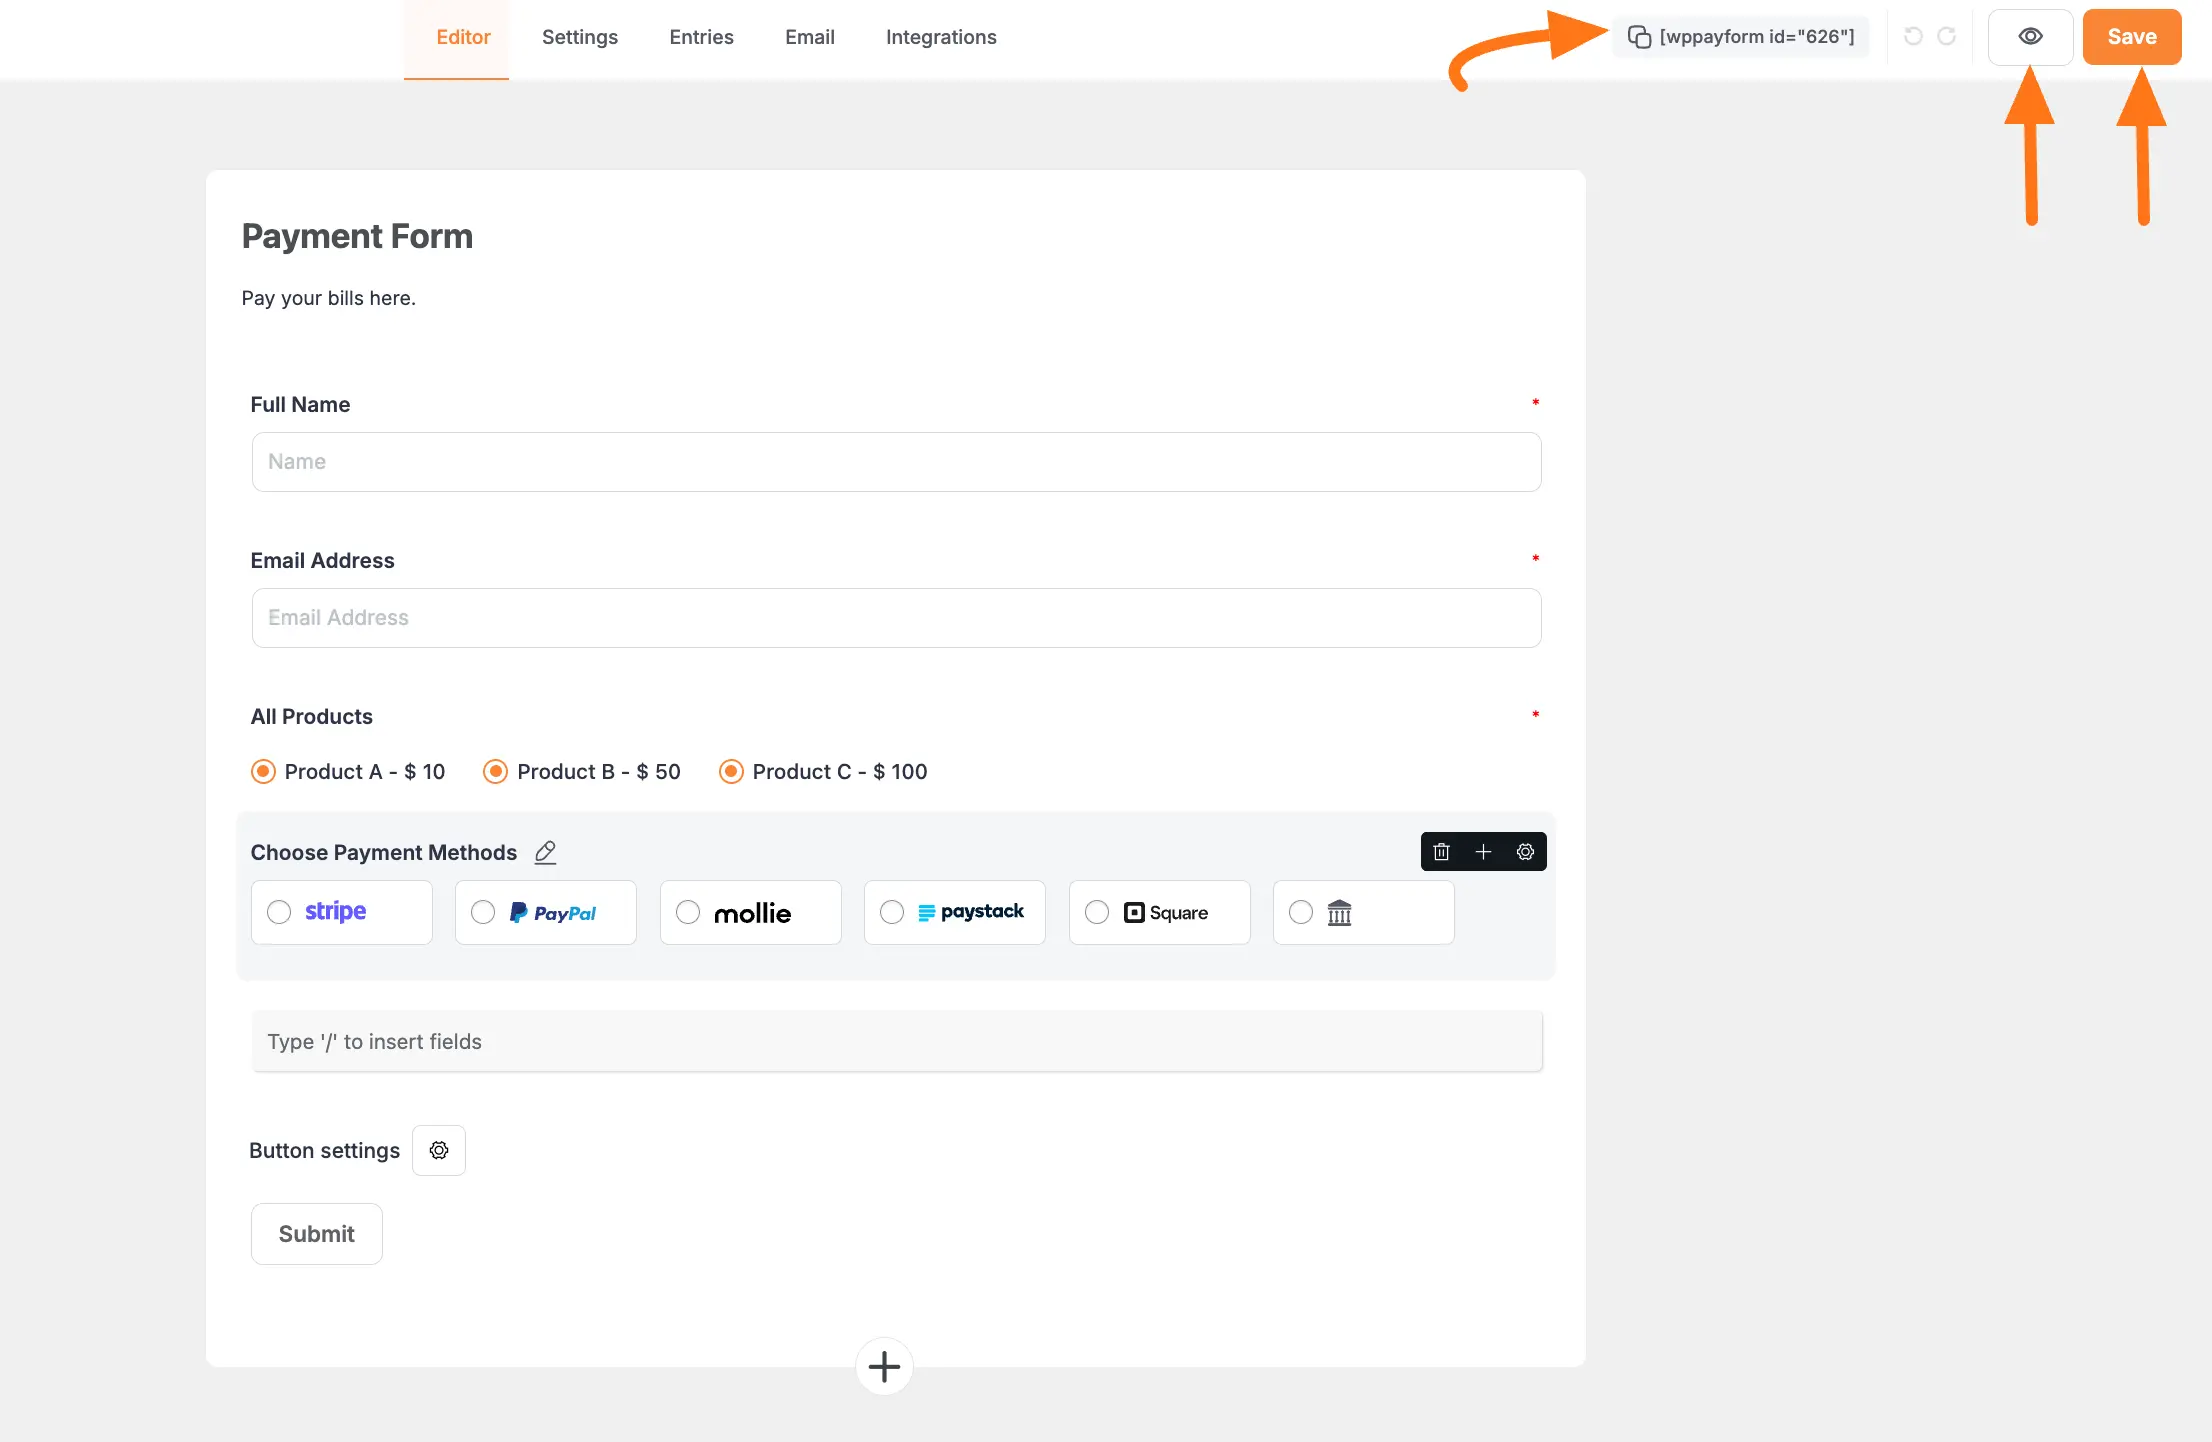 Editor Settings Entries Email Integrations [wppayform id="626"] Save
Payment Form
Pay your bills here.
Full Name *
Name
Email Address *
Email Address
All Products *
Product A - $ 10 Product B - $ 50 Product C - $ 100
Choose Payment Methods
stripe PayPal mollie paystack Square
Type '/' to insert fields
Button settings
Submit